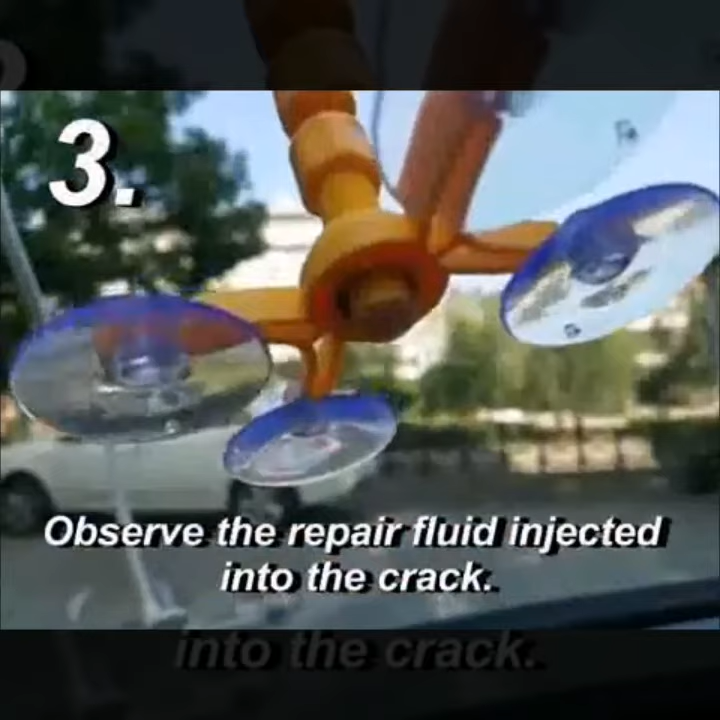 3.
Observe the repair fluid injected
into the crack.
into the crack.